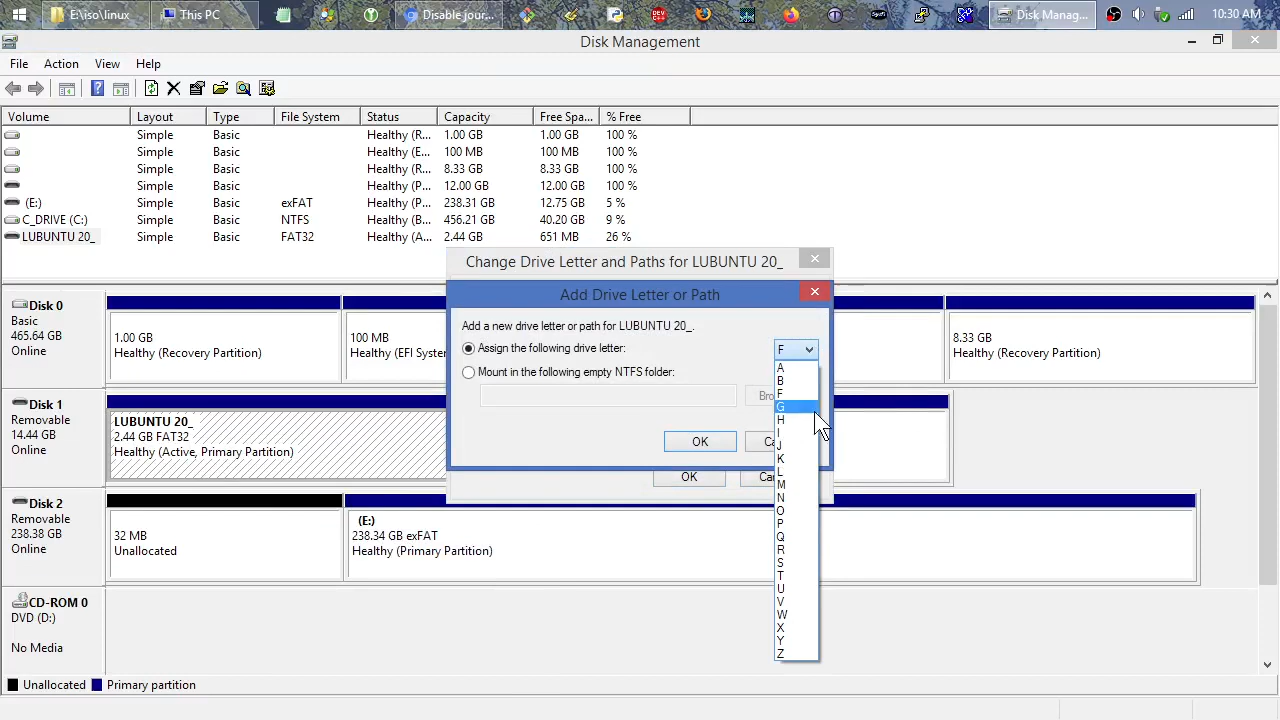 E:\iso\linux
This PC
Disable jour...
Disk Manag...
10:30 AM
Disk Management
File Action View Help
Volume Layout Type File System Status Capacity Free Spa... % Free
Simple Basic Healthy (R... 1.00 GB 1.00 GB 100 %
Simple Basic Healthy (E... 100 MB 100 MB 100 %
Simple Basic Healthy (R... 8.33 GB 8.33 GB 100 %
Simple Basic Healthy (P... 12.00 GB 12.00 GB 100 %
(E:) Simple Basic exFAT Healthy (P... 238.31 GB 12.75 GB 5 %
C_DRIVE (C:) Simple Basic NTFS Healthy (B... 456.21 GB 40.20 GB 9 %
LUBUNTU 20_ Simple Basic FAT32 Healthy (A... 2.44 GB 651 MB 26 %
Change Drive Letter and Paths for LUBUNTU 20_
Add Drive Letter or Path
Add a new drive letter or path for LUBUNTU 20_.
Assign the following drive letter:
F
Mount in the following empty NTFS folder:
Bro
OK
Ca
OK
Ca
A
B
F
G
H
I
J
K
L
M
N
O
P
Q
R
S
T
U
V
W
X
Y
Z
Disk 0
Basic
465.64 GB
Online
1.00 GB
Healthy (Recovery Partition)
100 MB
Healthy (EFI System
8.33 GB
Healthy (Recovery Partition)
Disk 1
Removable
14.44 GB
Online
LUBUNTU 20_
2.44 GB FAT32
Healthy (Active, Primary Partition)
Disk 2
Removable
238.38 GB
Online
32 MB
Unallocated
(E:)
238.34 GB exFAT
Healthy (Primary Partition)
CD-ROM 0
DVD (D:)
No Media
Unallocated Primary partition